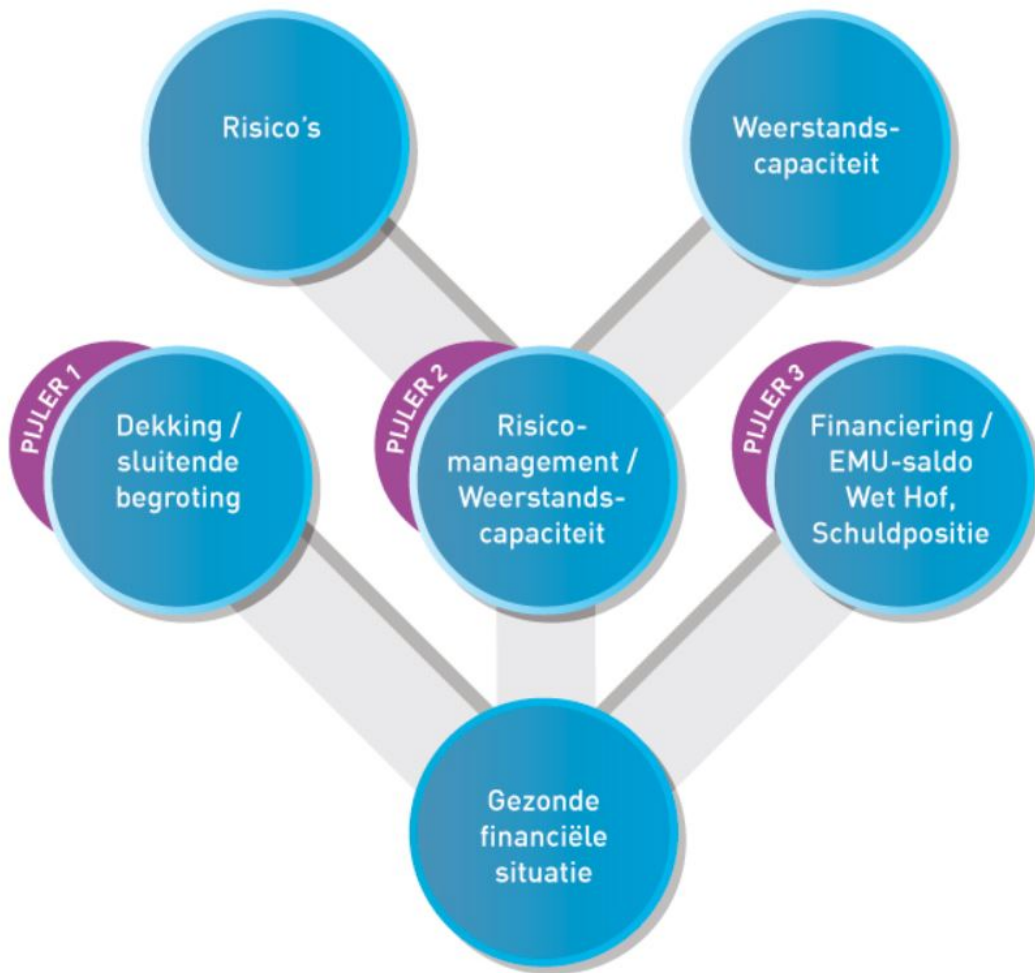 Risico's
Weerstands-
capaciteit
PIJLER 1
Dekking /
sluitende
begroting
PIJLER 2
Risico-
management /
Weerstands-
capaciteit
PIJLER 3
Financiering /
EMU-saldo
Wet Hof,
Schuldpositie
Gezonde
financiële
situatie